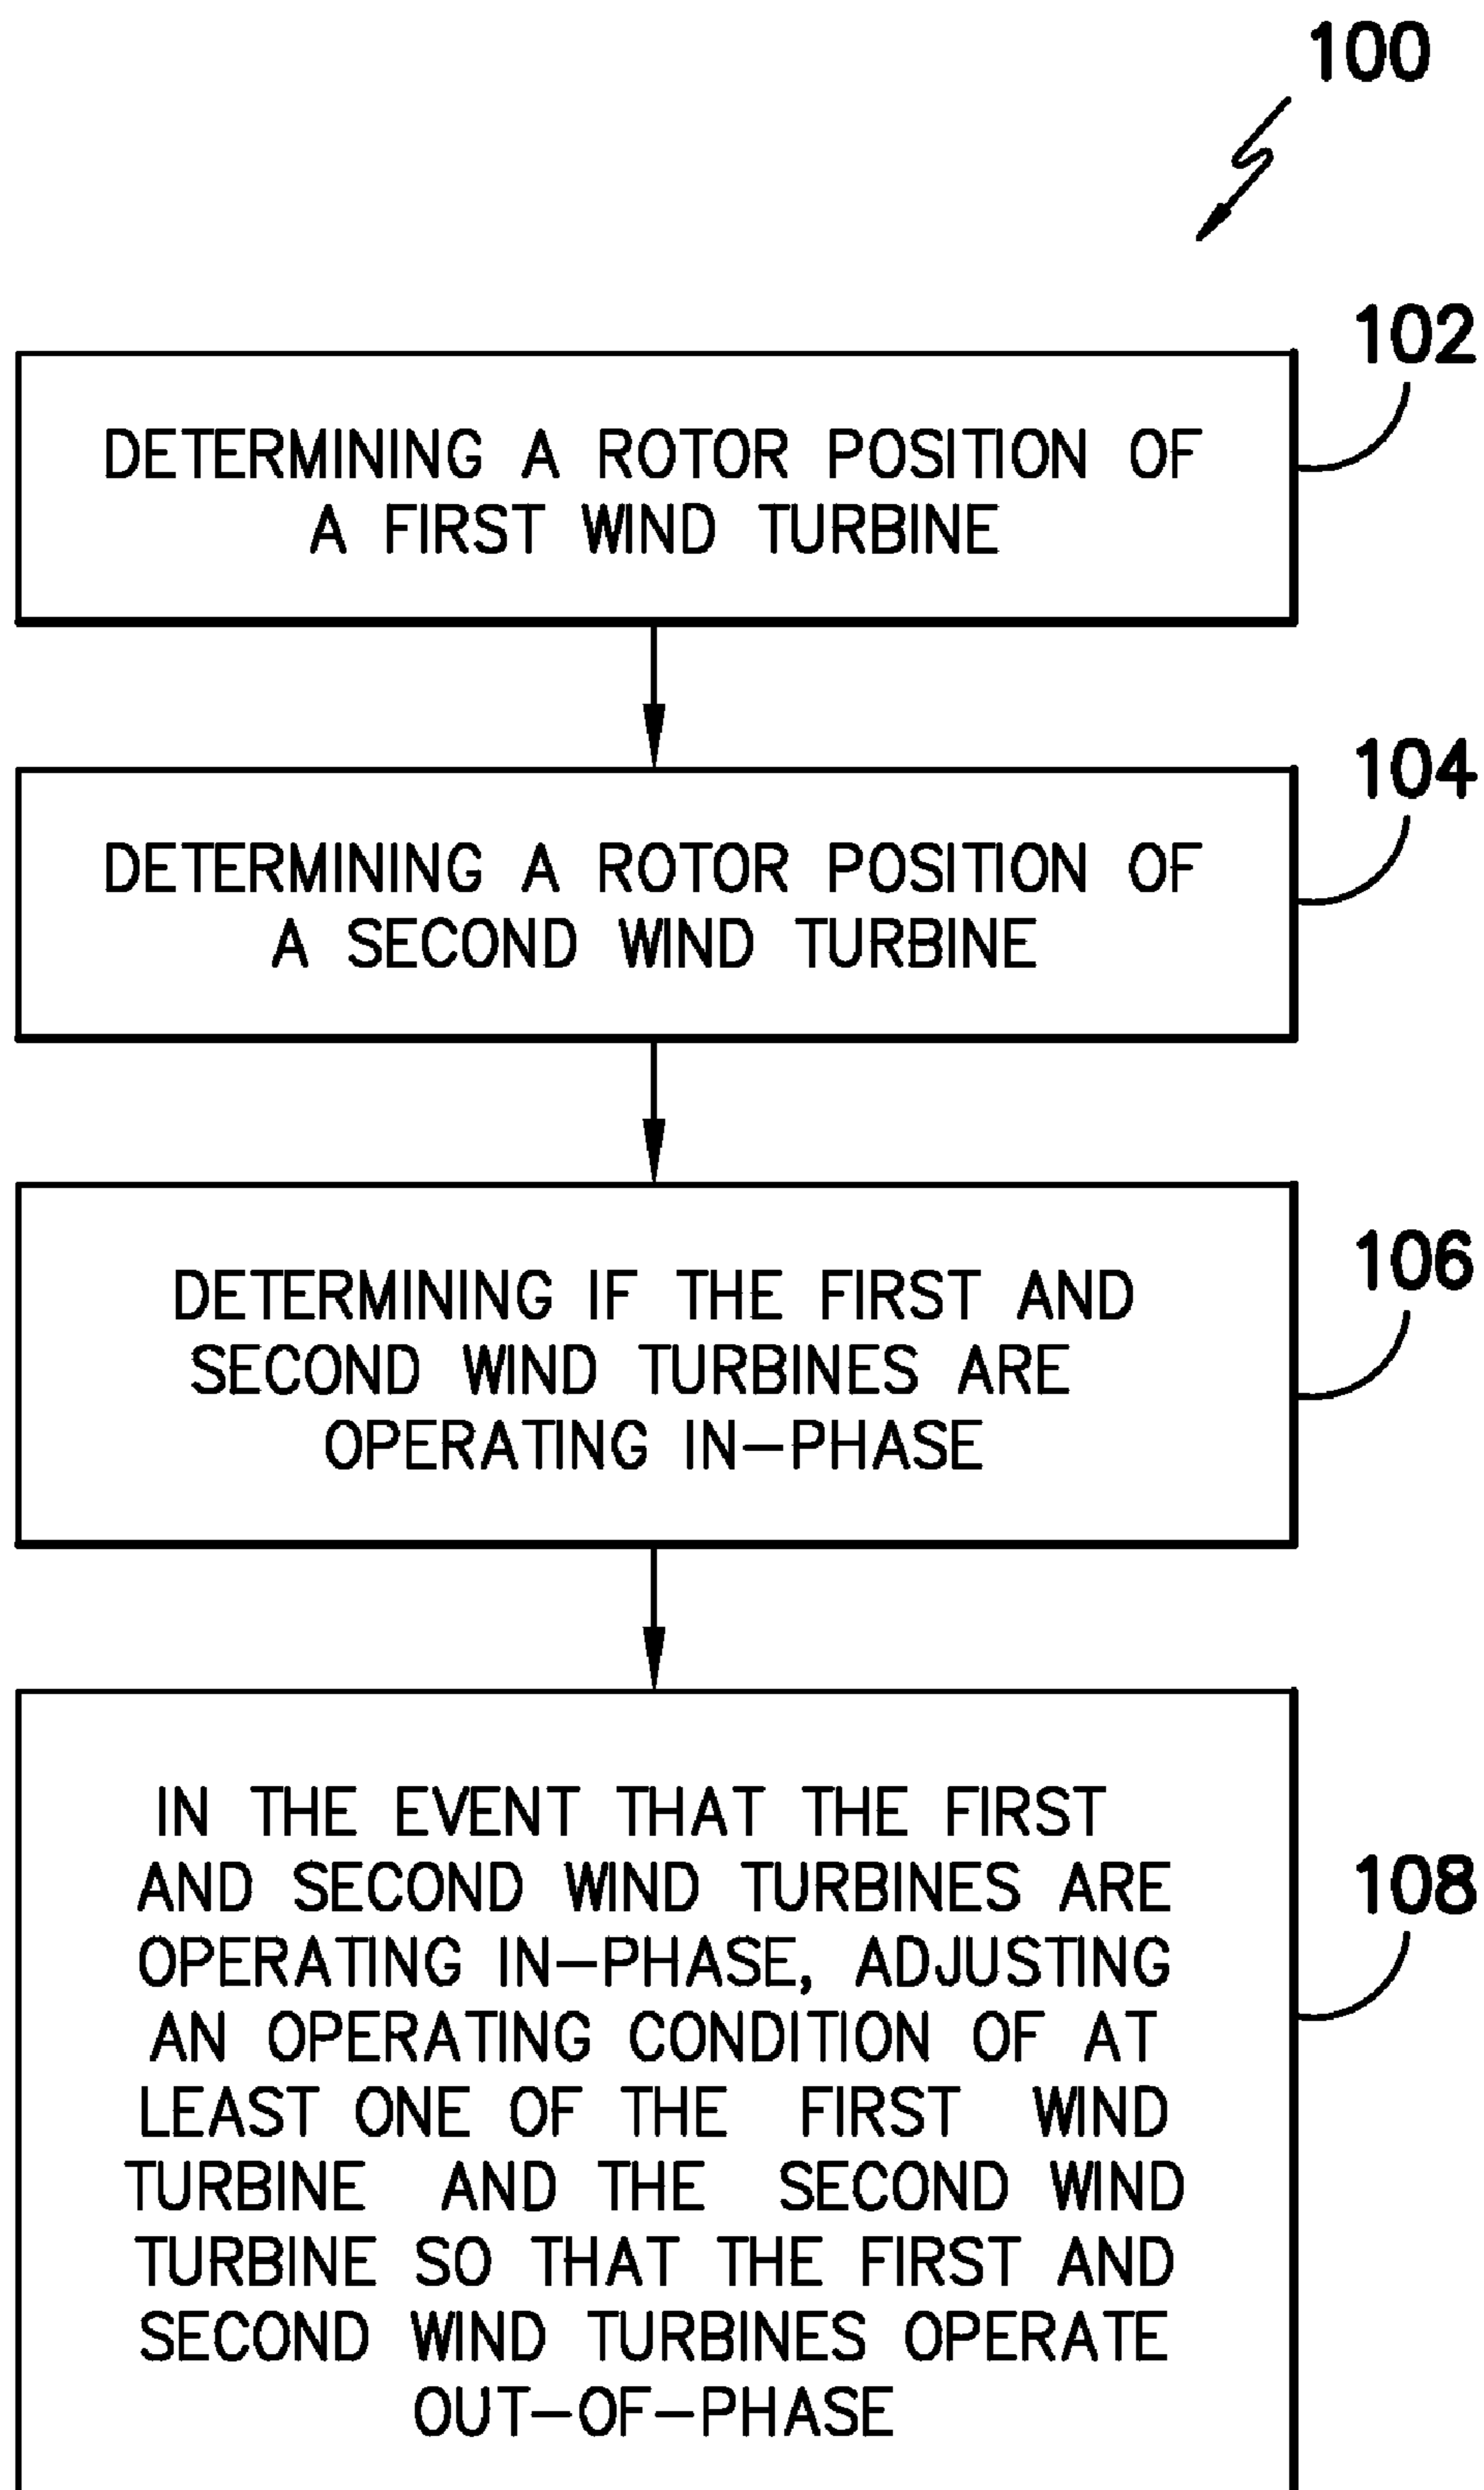 100
102
DETERMINING A ROTOR POSITION OF
A FIRST WIND TURBINE
104
DETERMINING A ROTOR POSITION OF
A SECOND WIND TURBINE
106
DETERMINING IF THE FIRST AND
SECOND WIND TURBINES ARE
OPERATING IN-PHASE
108
IN THE EVENT THAT THE FIRST
AND SECOND WIND TURBINES ARE
OPERATING IN-PHASE, ADJUSTING
AN OPERATING CONDITION OF AT
LEAST ONE OF THE FIRST WIND
TURBINE AND THE SECOND WIND
TURBINE SO THAT THE FIRST AND
SECOND WIND TURBINES OPERATE
OUT-OF-PHASE